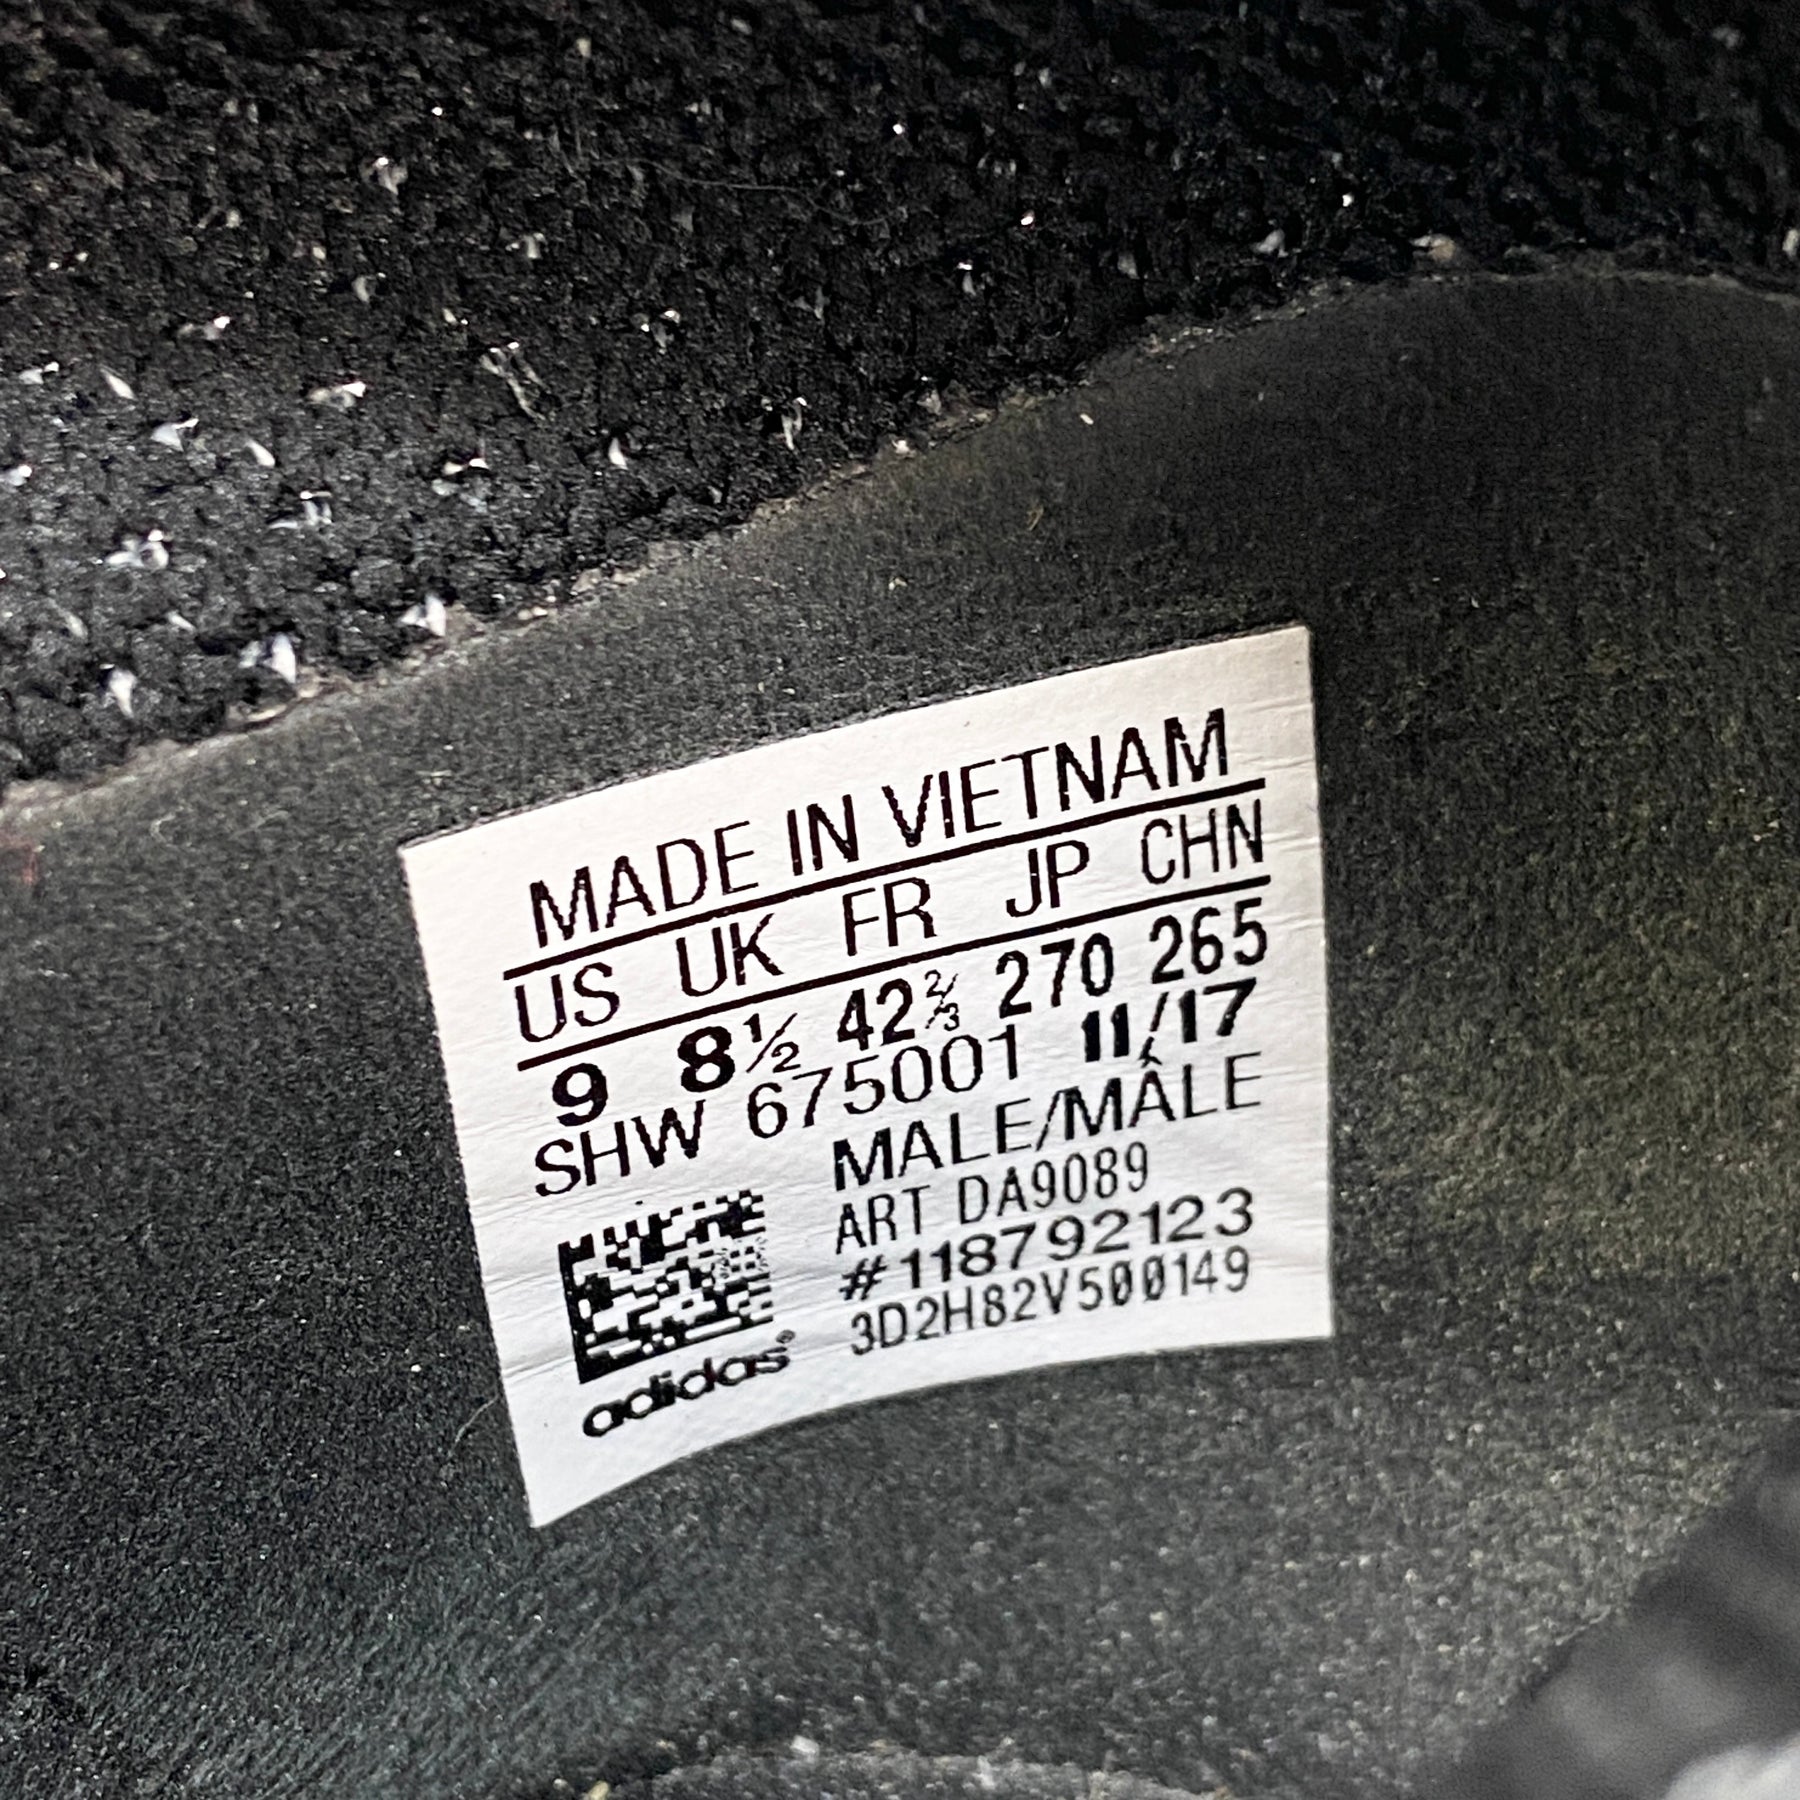 MADE IN VIETNAM
US UK FR JP CHN
9 8½ 42⅔ 270 265
SHW 675001 11/17
MALE/MÂLE
ART DA9089
#118792123
3D2H82V500149
adidas®